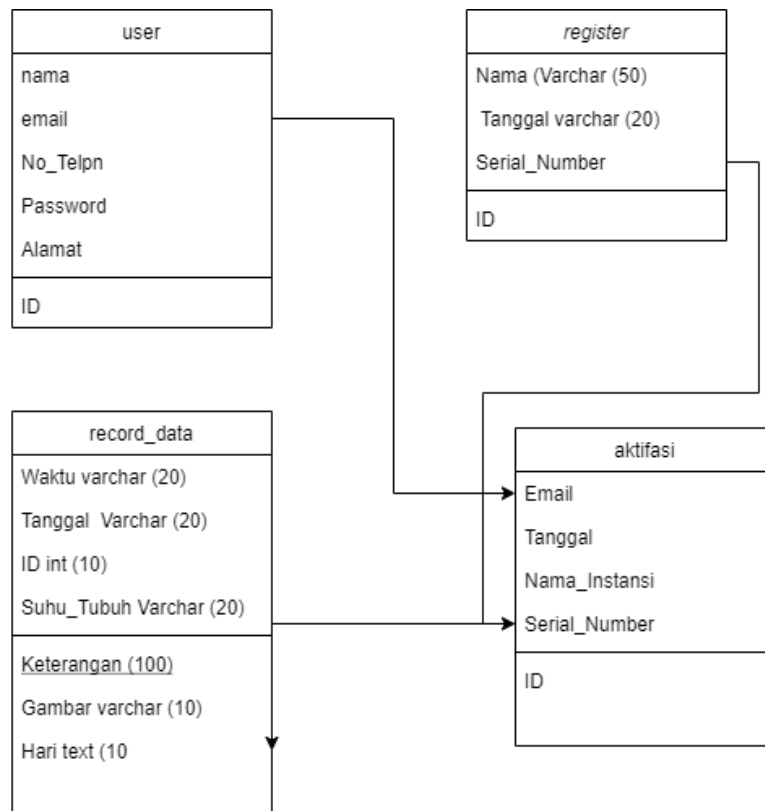 user
nama
email
No_Telpn
Password
Alamat
ID
register
Nama (Varchar (50)
Tanggal varchar (20)
Serial_Number
ID
record_data
Waktu varchar (20)
Tanggal Varchar (20)
ID int (10)
Suhu_Tubuh Varchar (20)
Keterangan (100)
Gambar varchar (10)
Hari text (10
aktifasi
Email
Tanggal
Nama_Instansi
Serial_Number
ID